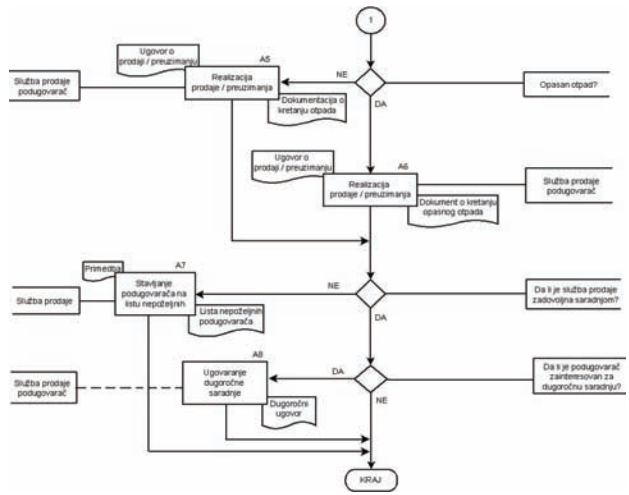 1
Ugovor o
prodaji / preuzimanju
A5
NE
Služba prodaje
podugovarač
Realizacija
prodaje / preuzimanja
Opasan otpad?
DA
Dokumentacija o
kretanju otpada
Ugovor o
prodaji / preuzimanju
A6
Realizacija
prodaje / preuzimanja
Služba prodaje
podugovarač
Dokument o kretanju
opasnog otpada
Primedba
A7
Stavljanje
podugovarača na
listu nepoželjnih
NE
Služba prodaje
Da li je služba prodaje
zadovoljna saradnjom?
Lista nepoželjnih
podugovarača
DA
A8
Služba prodaje
podugovarač
Ugovaranje
dugoročne
saradnje
DA
Da li je podugovarač
zainteresovan za
dugoročnu saradnju?
NE
Dugoročni
ugovor
KRAJ